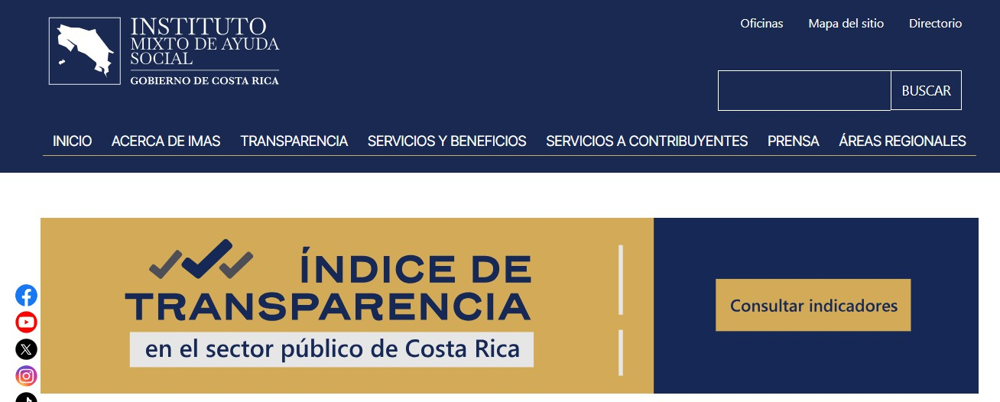 INSTITUTO
MIXTO DE AYUDA
SOCIAL
GOBIERNO DE COSTA RICA
Oficinas
Mapa del sitio
Directorio
BUSCAR
INICIO
ACERCA DE IMAS
TRANSPARENCIA
SERVICIOS Y BENEFICIOS
SERVICIOS A CONTRIBUYENTES
PRENSA
ÁREAS REGIONALES
ÍNDICE DE
TRANSPARENCIA
en el sector público de Costa Rica
Consultar indicadores